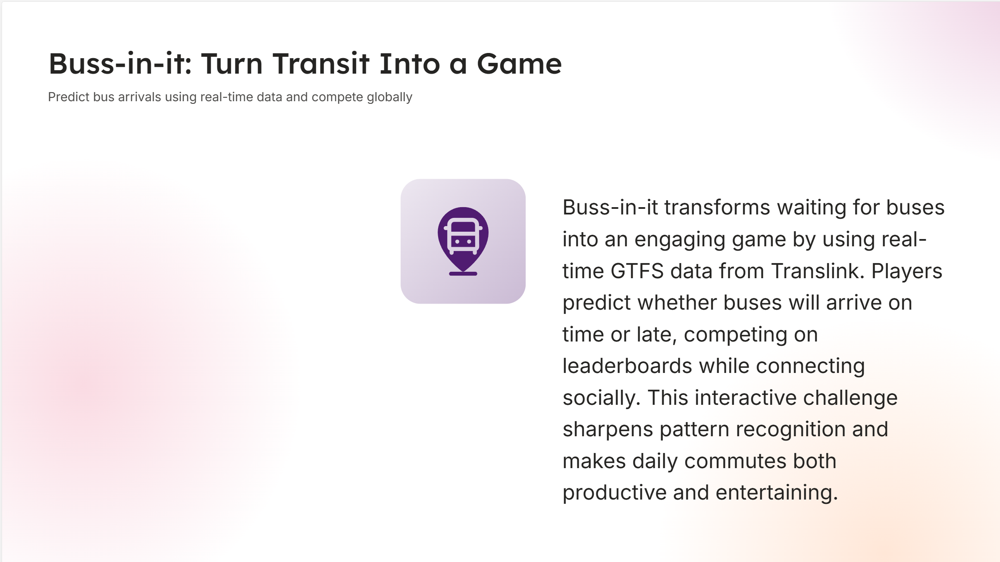 Buss-in-it: Turn Transit Into a Game
Predict bus arrivals using real-time data and compete globally
Buss-in-it transforms waiting for buses
into an engaging game by using real-
time GTFS data from Translink. Players
predict whether buses will arrive on
time or late, competing on
leaderboards while connecting
socially. This interactive challenge
sharpens pattern recognition and
makes daily commutes both
productive and entertaining.